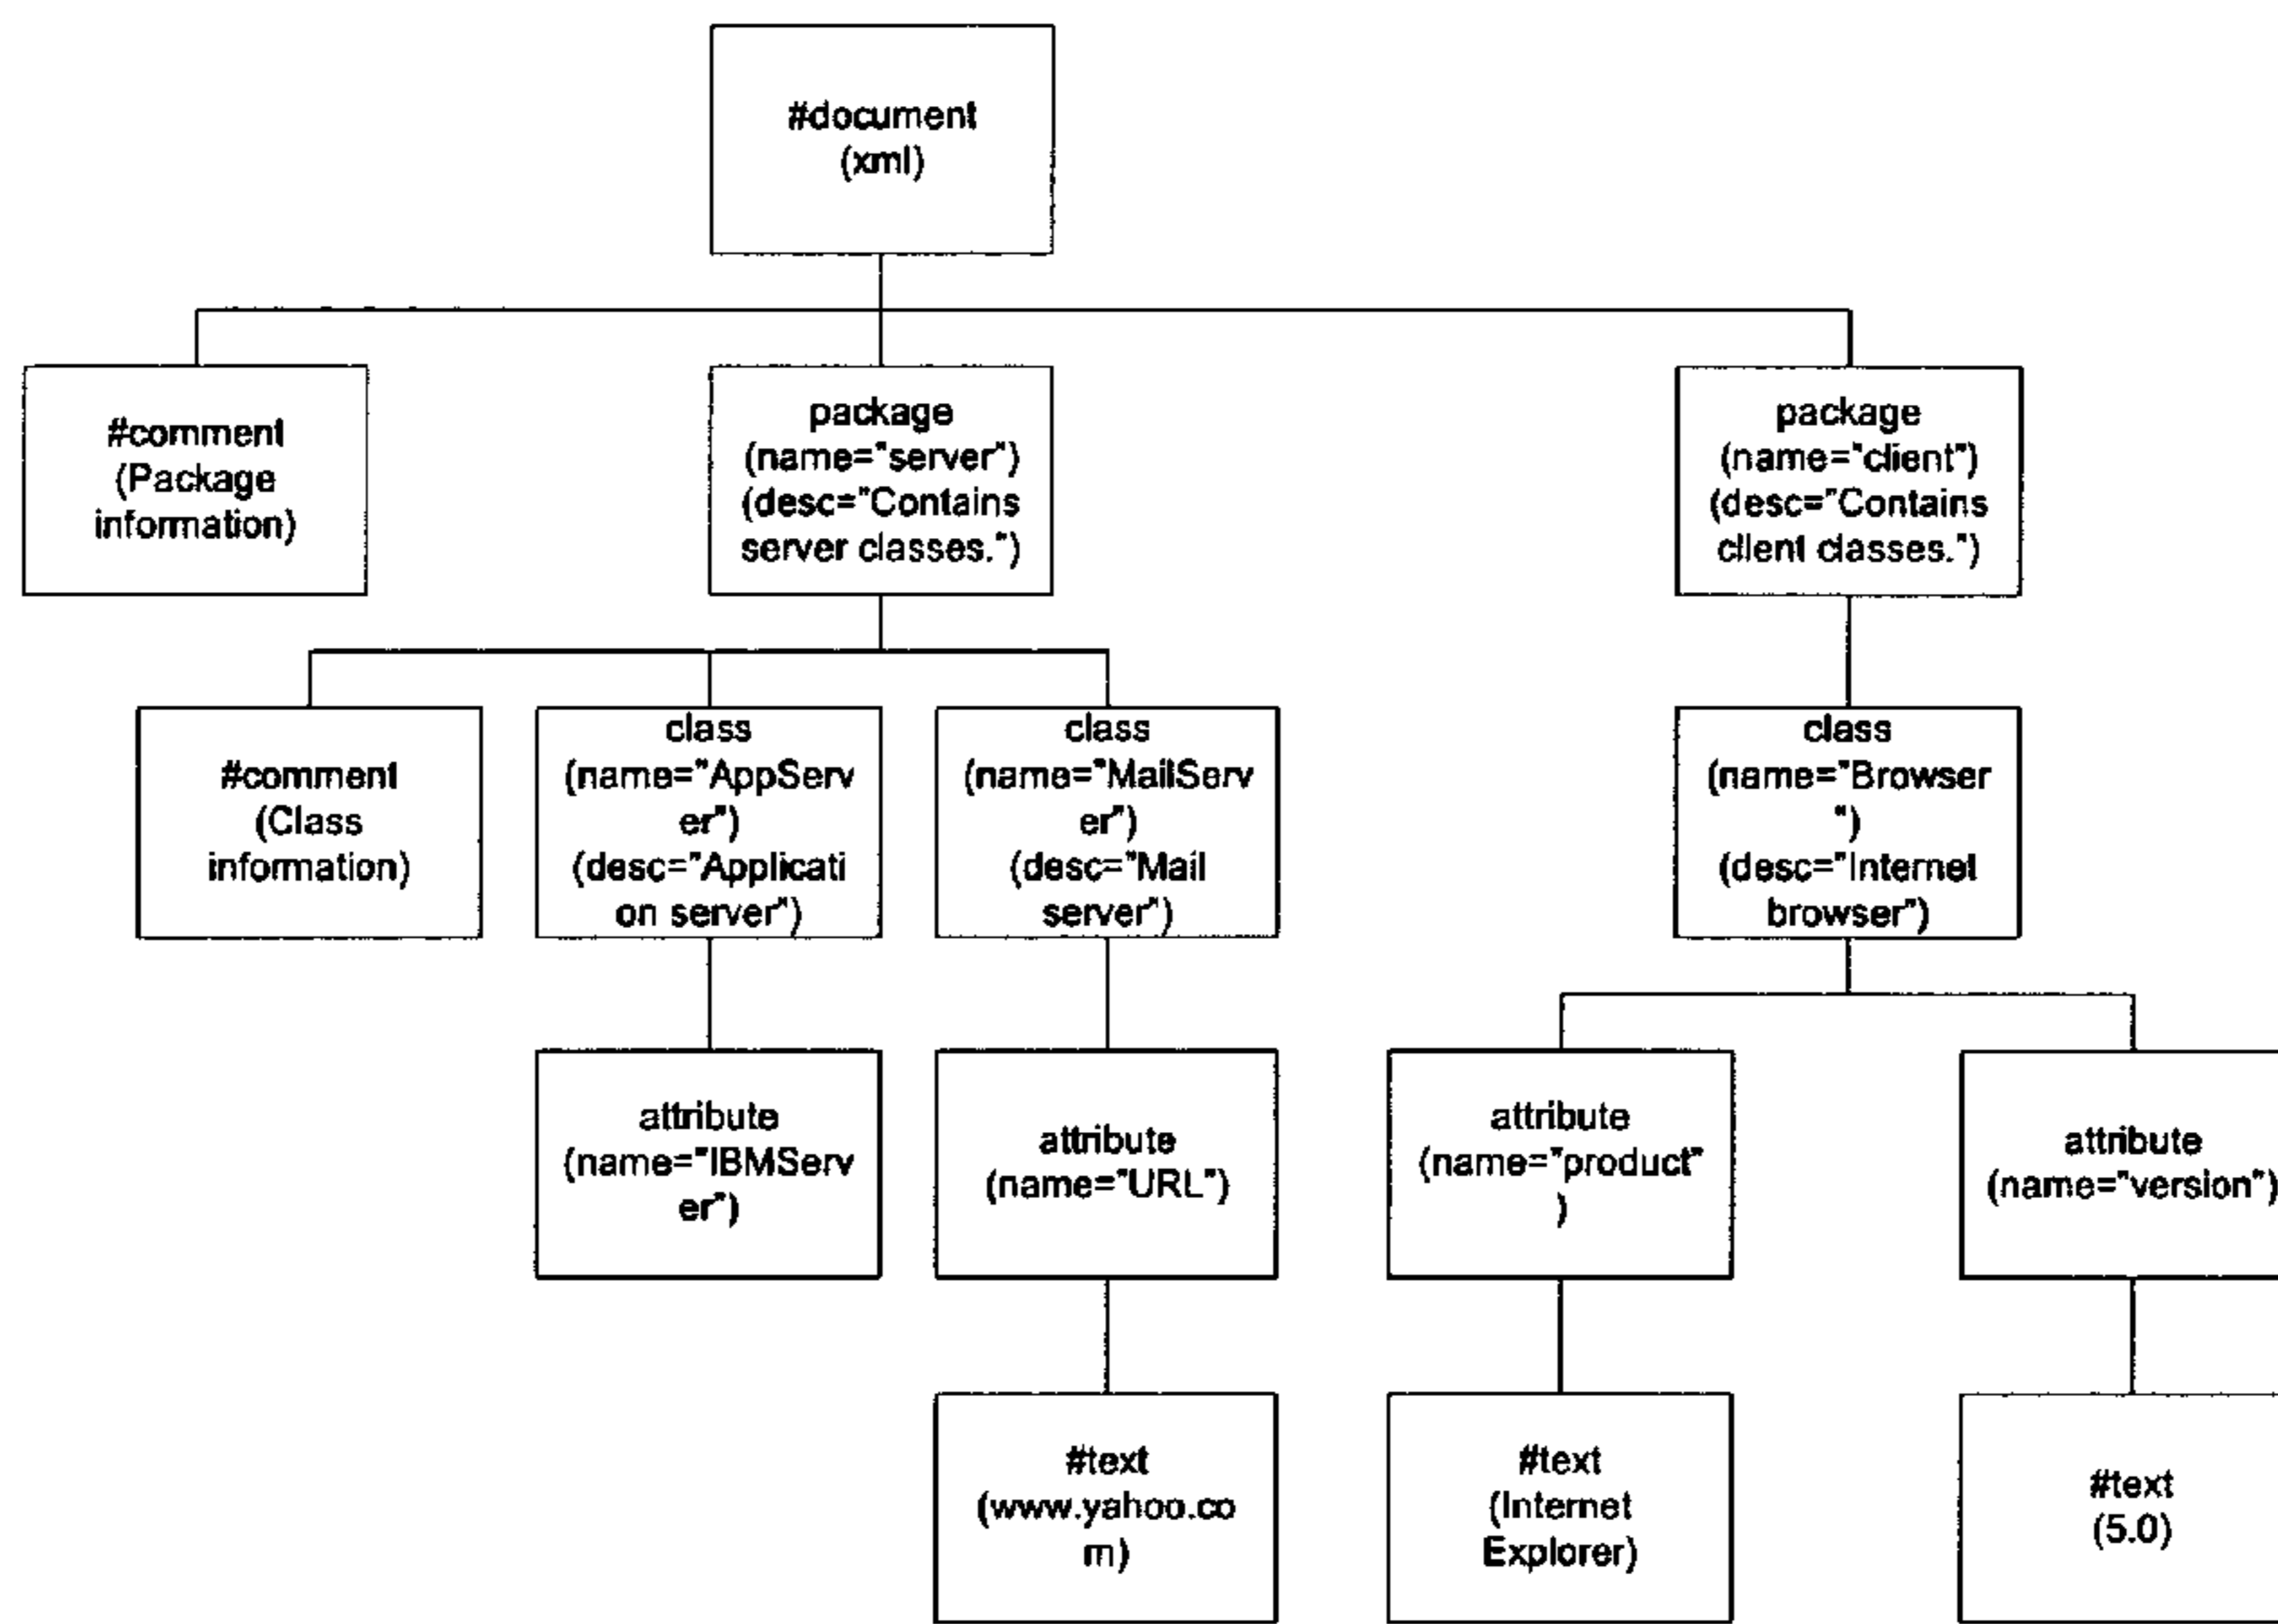 #document
(xml)
#comment
(Package
information)
package
(name="server")
(desc="Contains
server classes.")
package
(name="client")
(desc="Contains
client classes.")
#comment
(Class
information)
class
(name="AppServ
er")
(desc="Applicati
on server")
class
(name="MailServ
er")
(desc="Mail
server")
class
(name="Browser
")
(desc="Internet
browser")
attribute
(name="IBMServ
er")
attribute
(name="URL")
attribute
(name="product"
)
attribute
(name="version")
#text
(www.yahoo.co
m)
#text
(Internet
Explorer)
#text
(5.0)